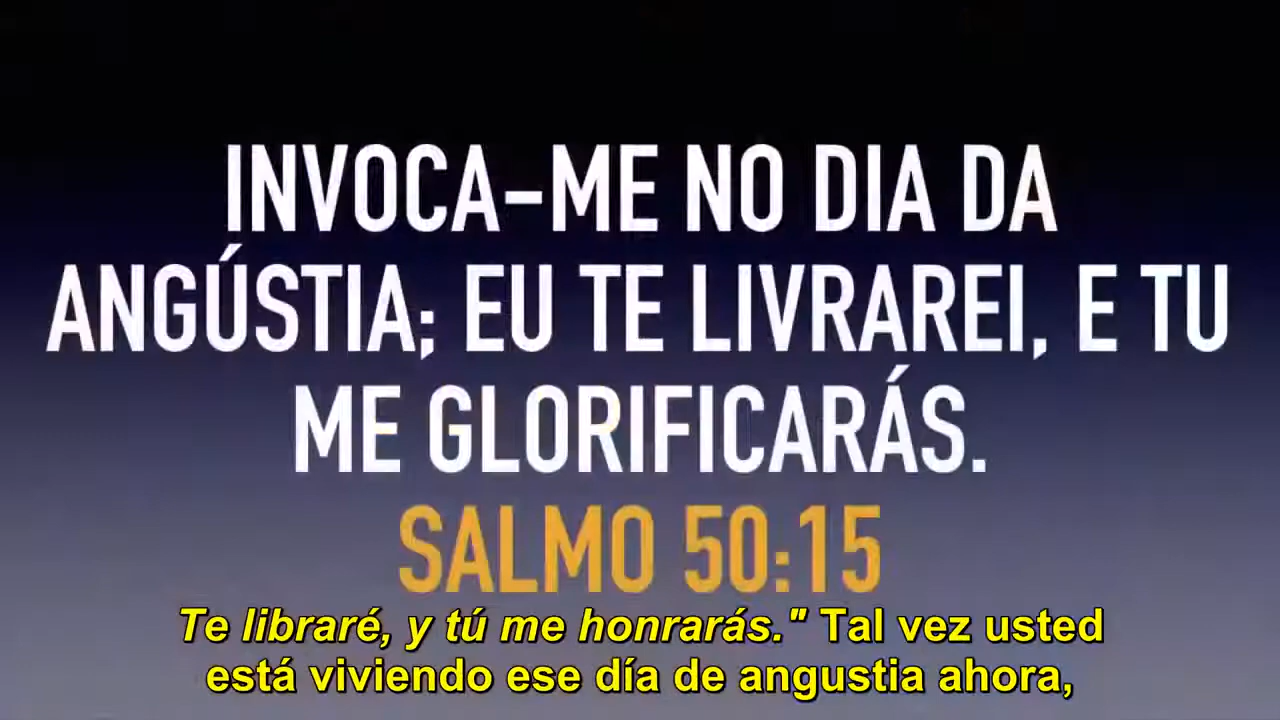 INVOCA-ME NO DIA DA
ANGÚSTIA; EU TE LIVRAREI, E TU
ME GLORIFICARÁS.
SALMO 50:15
Te libraré, y tú me honrarás." Tal vez usted
está viviendo ese día de angustia ahora,